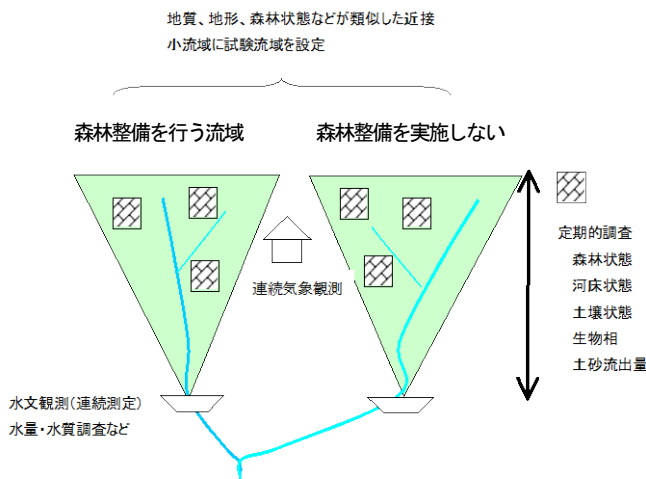 地質、地形、森林状態などが類似した近接
小流域に試験流域を設定
森林整備を行う流域
森林整備を実施しない
連続気象観測
定期的調査
森林状態
河床状態
土壌状態
生物相
土砂流出量
水文観測(連続測定)
水量・水質調査など